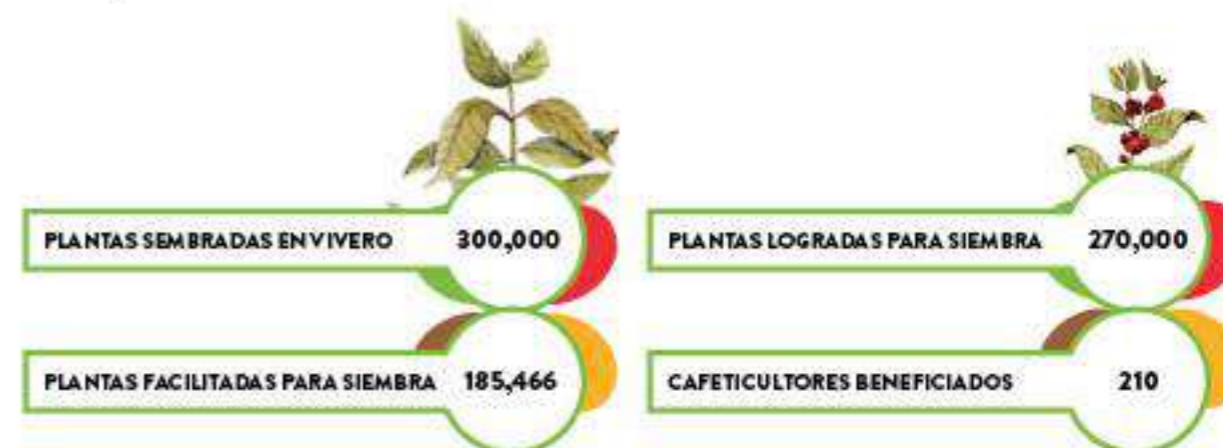 PLANTAS SEMBRADAS EN VIVERO 300,000
PLANTAS LOGRADAS PARA SIEMBRA 270,000
PLANTAS FACILITADAS PARA SIEMBRA 185,466
CAFETICULTORES BENEFICIADOS 210